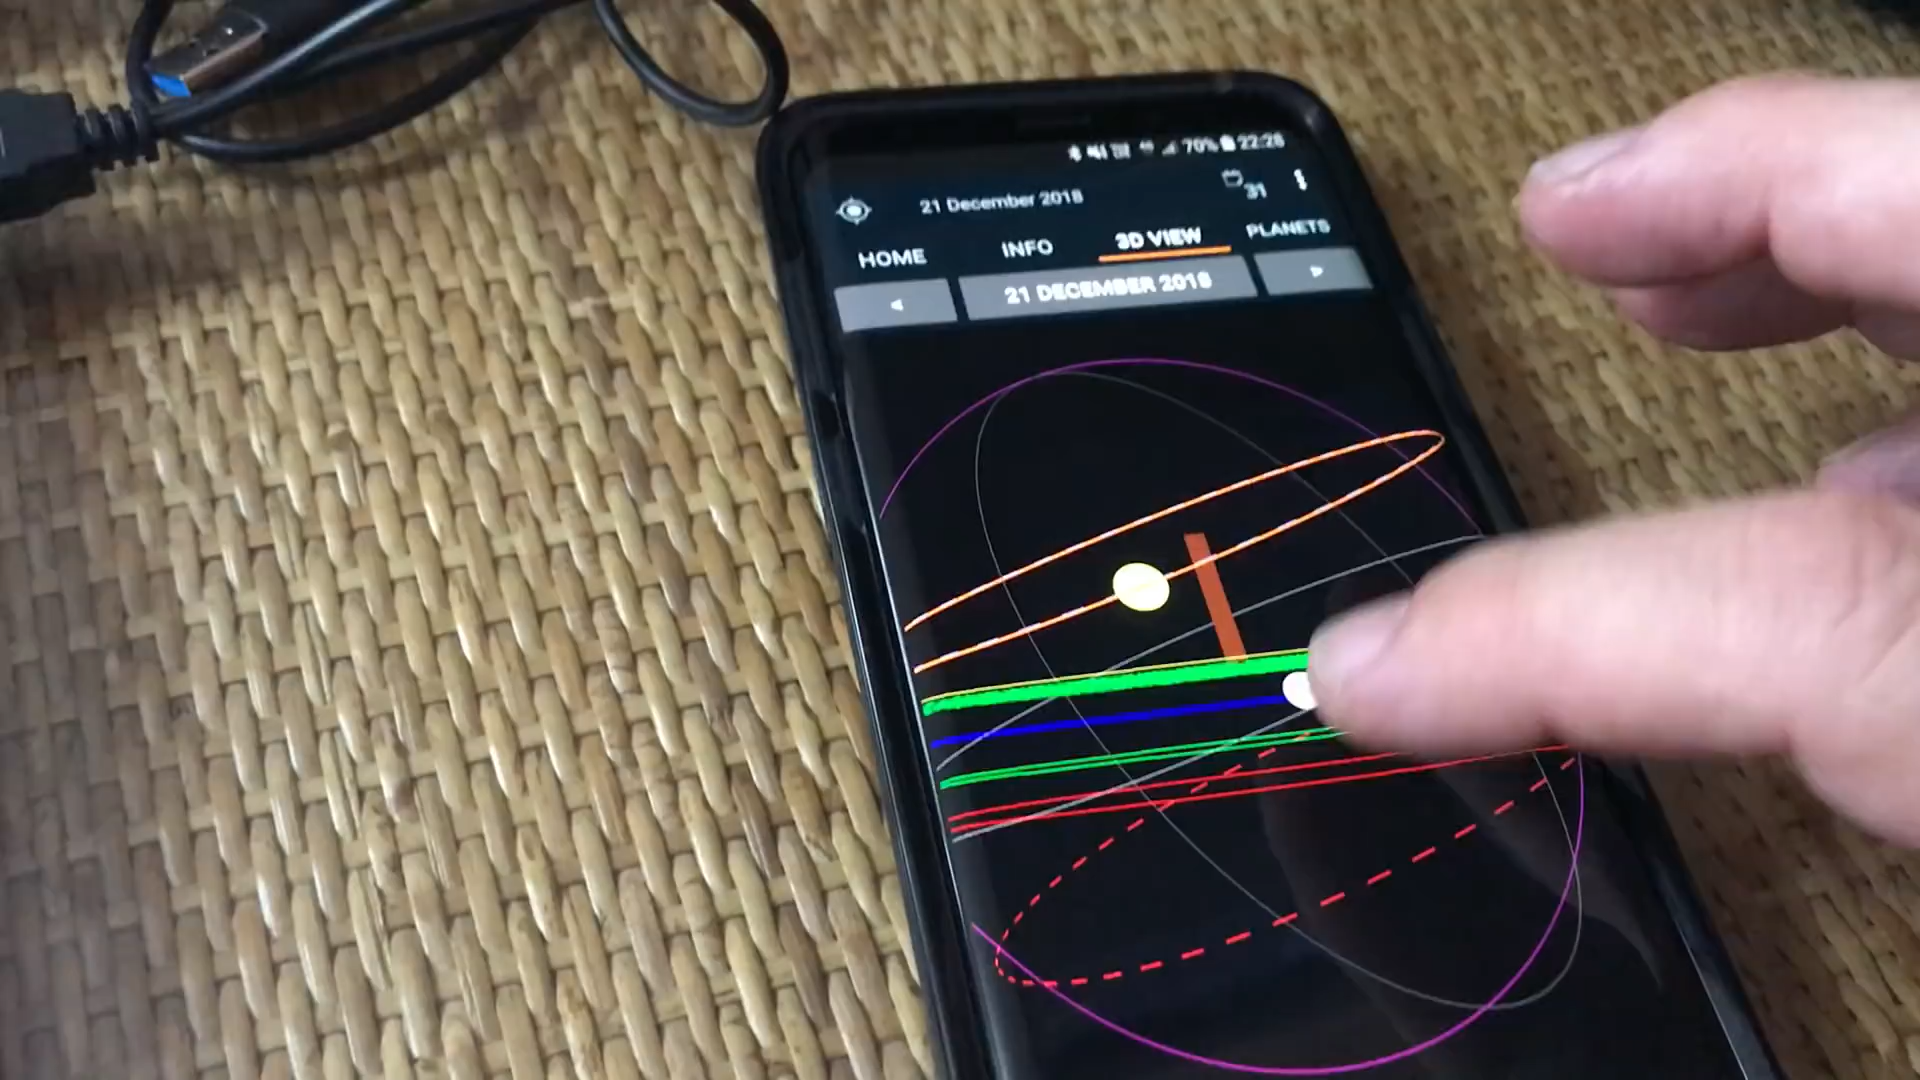 70% 22:28
21 December 2018
31
HOME INFO 3D VIEW PLANETS
21 DECEMBER 2018